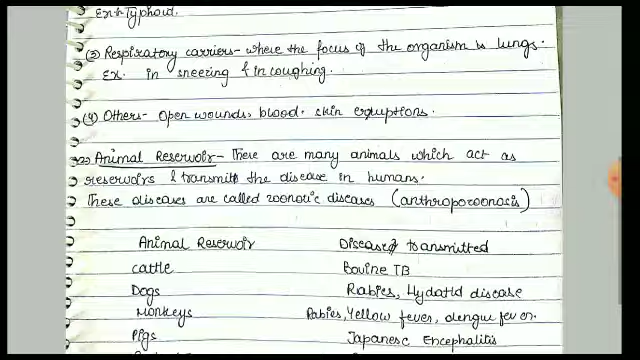 Ex:- Typhoid.
(3) Respiratory carriers - where the focus of the organism is lungs.
Ex. in sneezing & in coughing.
(4) Others - open wounds, blood, skin eruptions.
(2) Animal Reservoir - There are many animals which act as
reservoirs & transmit the disease in humans.
These diseases are called zoonotic diseases (anthropozoonosis)
Animal Reservoir Diseases transmitted
cattle Bovine TB
Dogs Rabies, Hydatid disease
Monkeys Rabies, Yellow fever, dengue fever.
Pigs Japanese Encephalitis